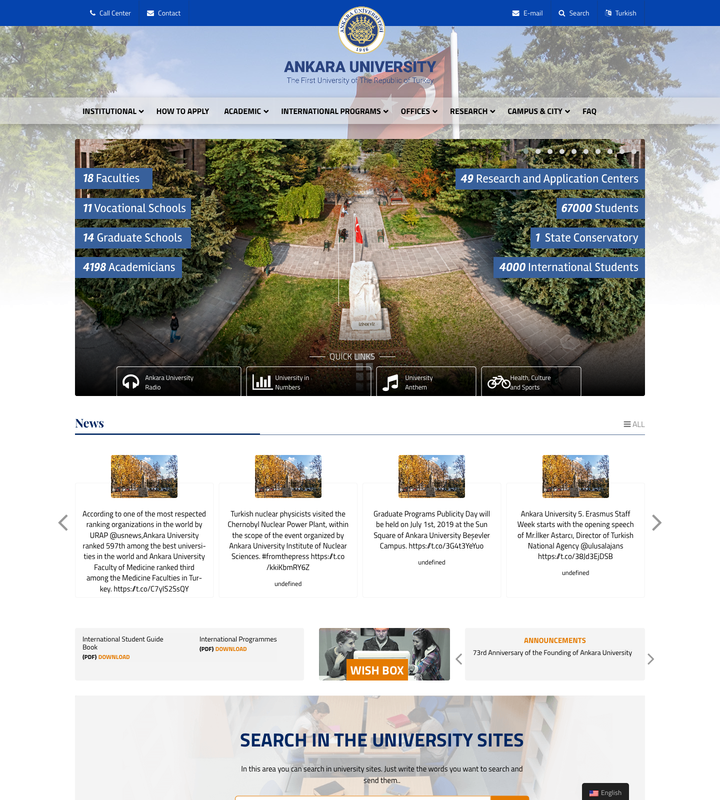 Call Center
Contact
E-mail
Search
Turkish
ANKARA ÜNİVERSİTESİ
1946
ANKARA UNIVERSITY
The First University of The Republic of Turkey
INSTITUTIONAL
HOW TO APPLY
ACADEMIC
INTERNATIONAL PROGRAMS
OFFICES
RESEARCH
CAMPUS & CITY
FAQ
18 Faculties
49 Research and Application Centers
11 Vocational Schools
67000 Students
14 Graduate Schools
1 State Conservatory
4198 Academicians
4000 International Students
QUICK LINKS
Ankara University
Radio
University in
Numbers
University
Anthem
Health, Culture
and Sports
News
ALL
According to one of the most respected
ranking organizations in the world by
URAP @usnews,Ankara University
ranked 597th among the best universi-
ties in the world and Ankara University
Faculty of Medicine ranked third
among the Medicine Faculties in Tur-
key. https://t.co/C7yI525sQY
Turkish nuclear physicists visited the
Chernobyl Nuclear Power Plant, within
the scope of the event organized by
Ankara University Institute of Nuclear
Sciences. #fromthepress https://t.co
/kkiKbmRY6Z
undefined
Graduate Programs Publicity Day will
be held on July 1st, 2019 at the Sun
Square of Ankara University Beşevler
Campus. https://t.co/3G4t3YeYuo
undefined
Ankara University 5. Erasmus Staff
Week starts with the opening speech
of Mr.İlker Astarcı, Director of Turkish
National Agency @ulusalajans
https://t.co/38Jd3EjDSB
undefined
International Student Guide
Book
(PDF) DOWNLOAD
International Programmes
(PDF) DOWNLOAD
WISH BOX
ANNOUNCEMENTS
73rd Anniversary of the Founding of Ankara University
SEARCH IN THE UNIVERSITY SITES
In this area you can search in university sites. Just write the words you want to search and
send them..
English